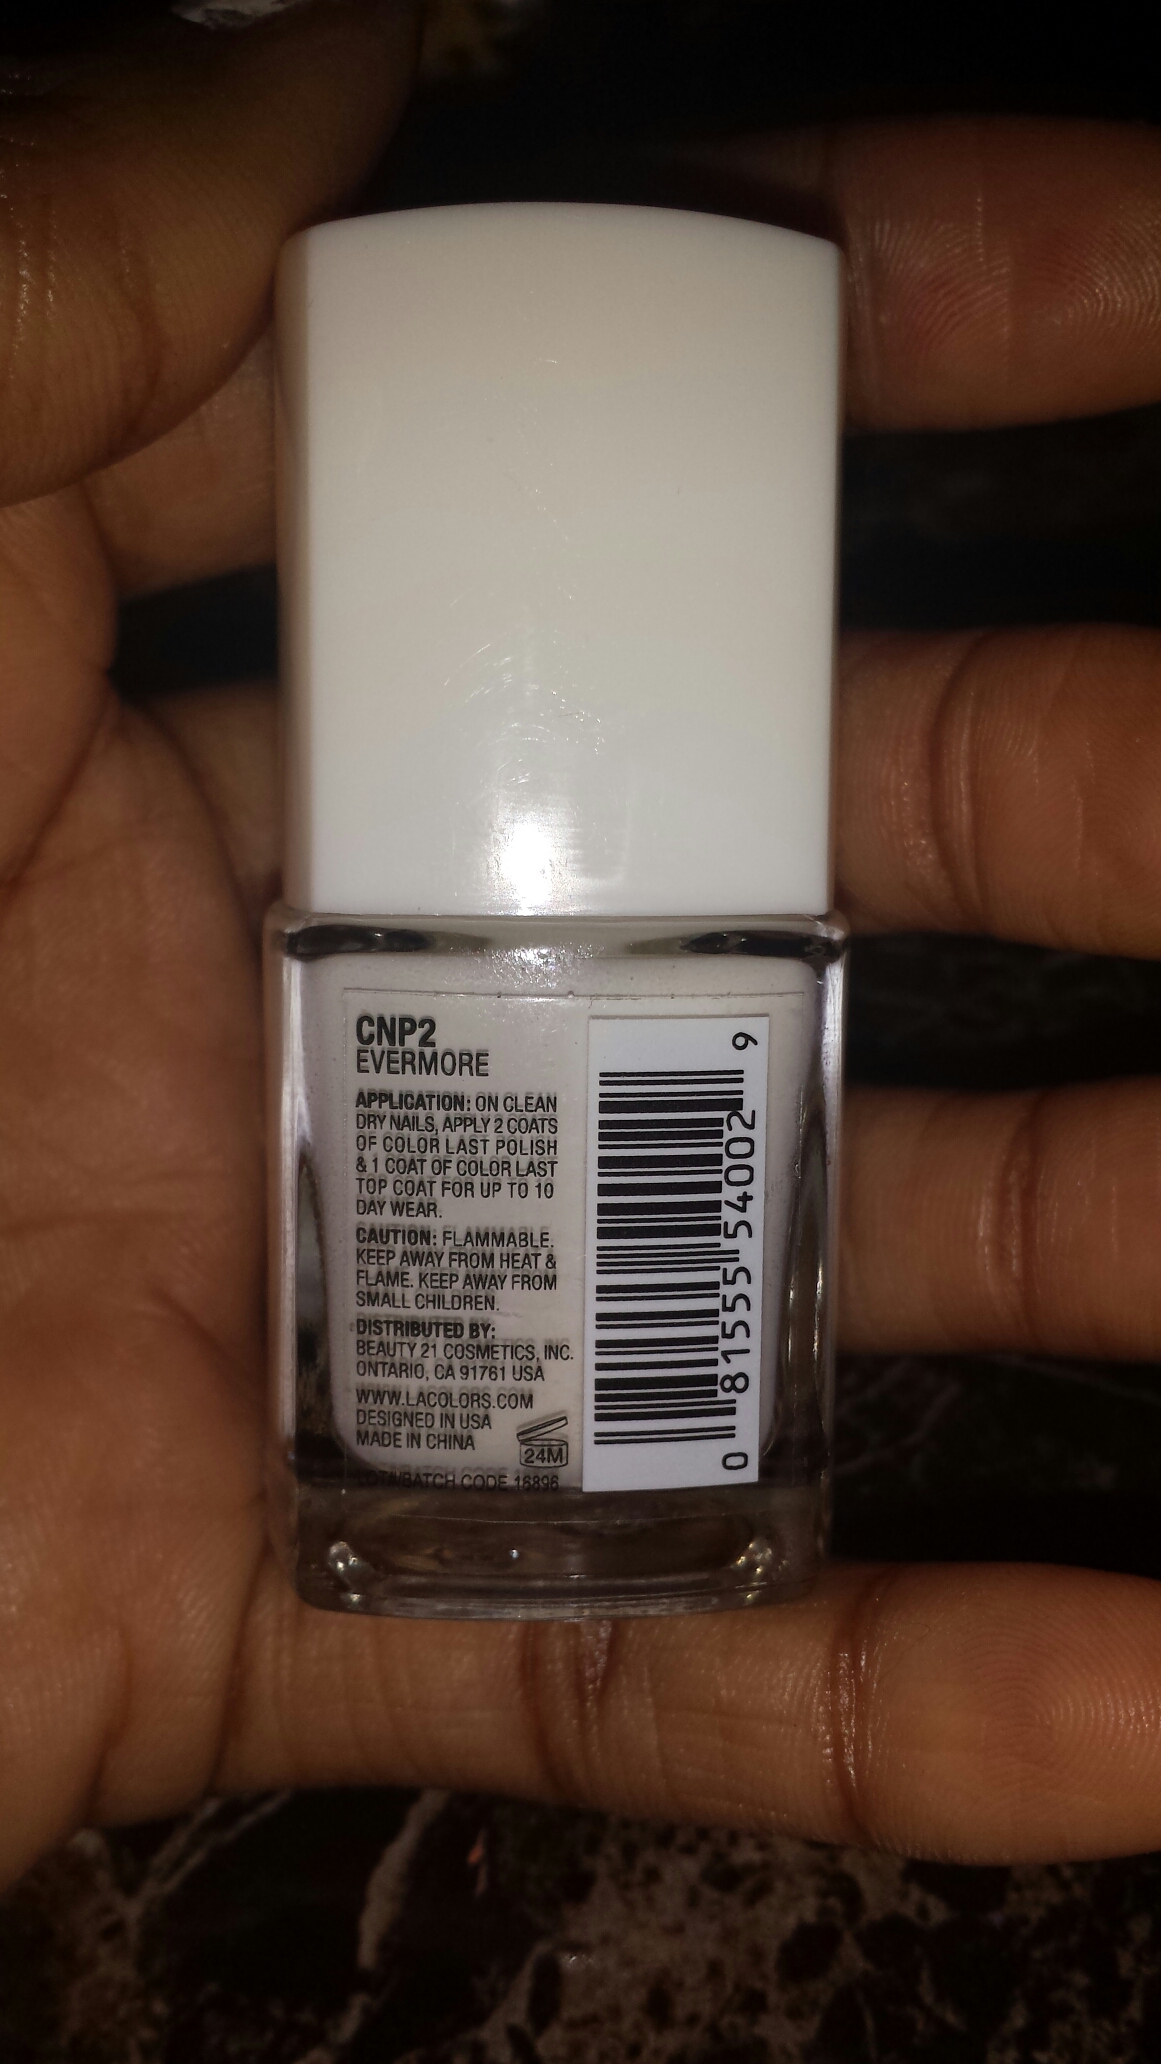 CNP2
EVERMORE
APPLICATION: ON CLEAN
DRY NAILS, APPLY 2 COATS
OF COLOR LAST POLISH
& 1 COAT OF COLOR LAST
TOP COAT FOR UP TO 10
DAY WEAR.
CAUTION: FLAMMABLE.
KEEP AWAY FROM HEAT &
FLAME. KEEP AWAY FROM
SMALL CHILDREN.
DISTRIBUTED BY:
BEAUTY 21 COSMETICS, INC.
ONTARIO, CA 91761 USA
WWW.LACOLORS.COM
DESIGNED IN USA
MADE IN CHINA
24M
LOT#/BATCH CODE 16896
0 81555 54002 9